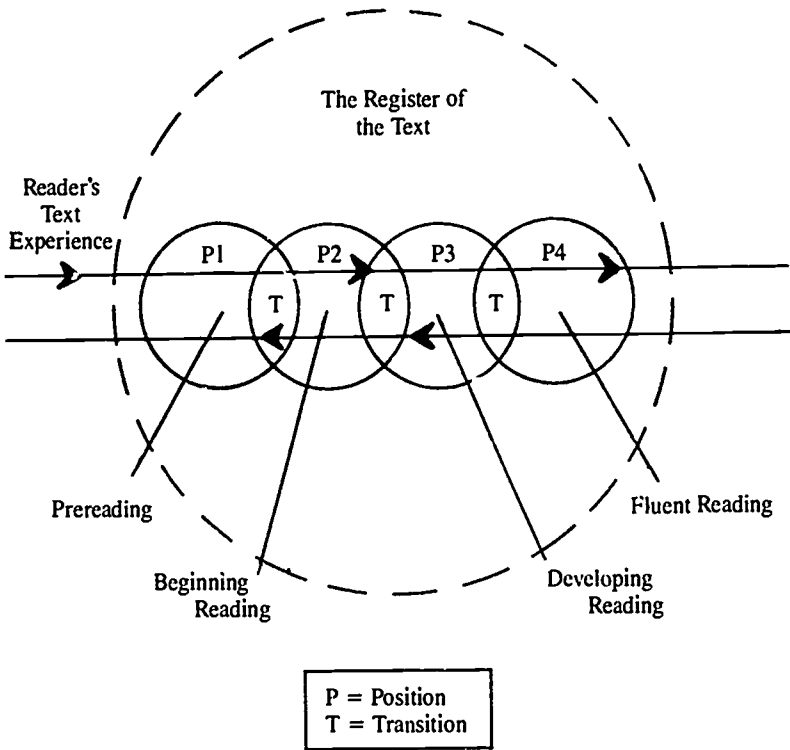 The Register of
the Text
Reader's
Text
Experience
P1
P2
P3
P4
T
T
T
Prereading
Fluent Reading
Beginning
Reading
Developing
Reading
P = Position
T = Transition